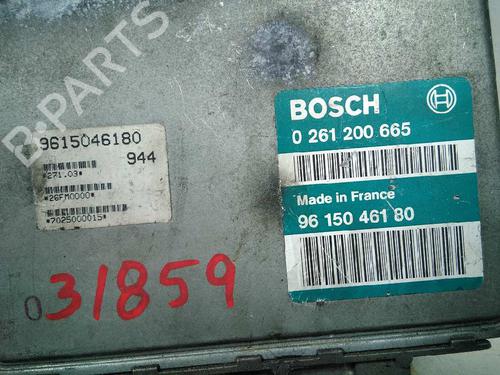 B-PARTS
9615046180
944
*271.03*
*26FM0000*
*7025000015*
031859
BOSCH
0 261 200 665
Made in France
96 150 461 80